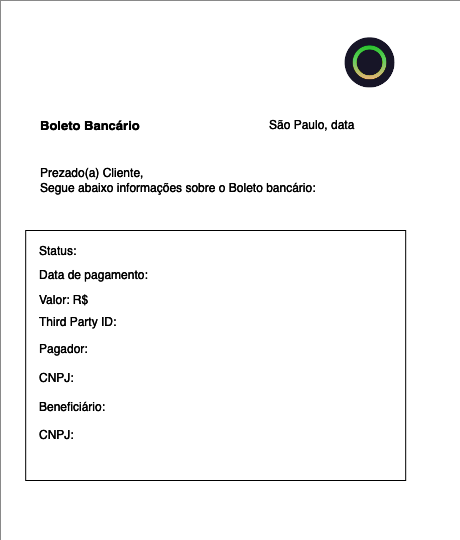 Boleto Bancário
São Paulo, data
Prezado(a) Cliente,
Segue abaixo informações sobre o Boleto bancário:
Status:
Data de pagamento:
Valor: R$
Third Party ID:
Pagador:
CNPJ:
Beneficiário:
CNPJ: